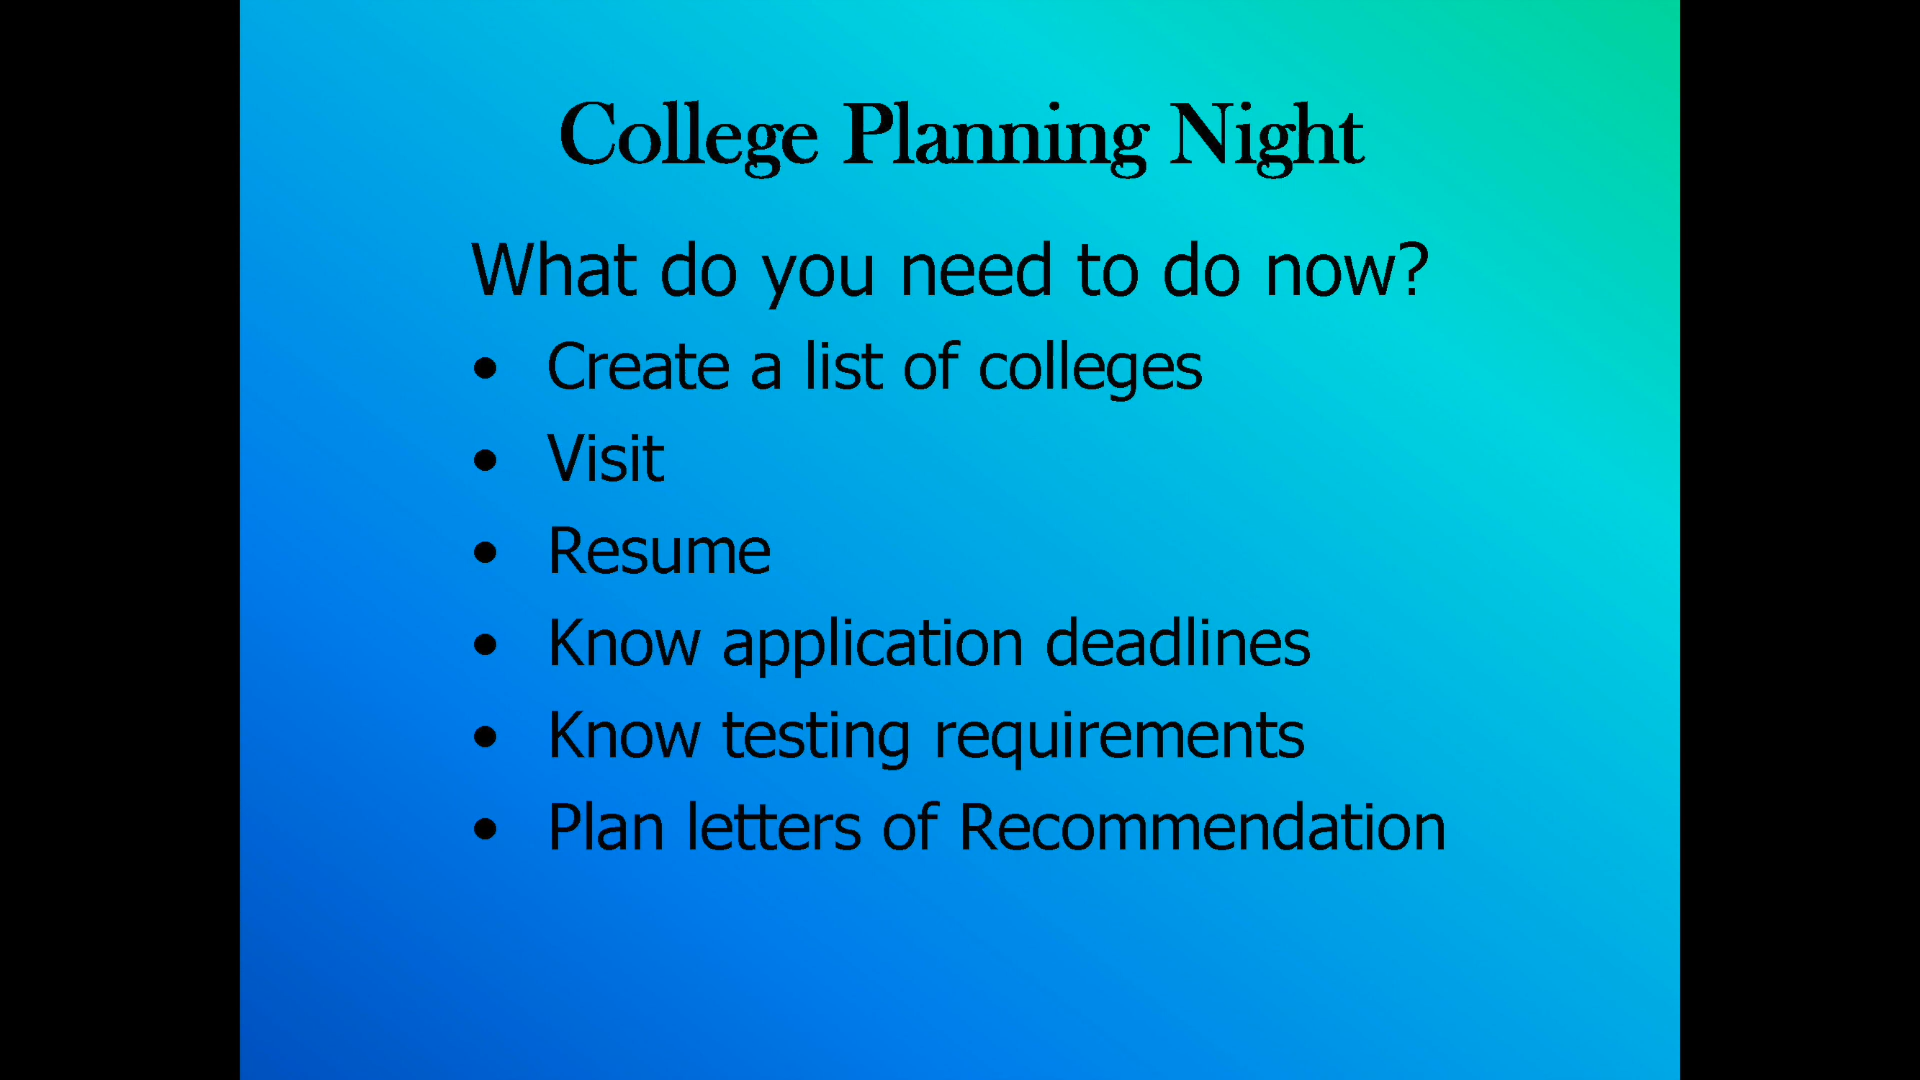 College Planning Night
What do you need to do now?
• Create a list of colleges
• Visit
• Resume
• Know application deadlines
• Know testing requirements
• Plan letters of Recommendation